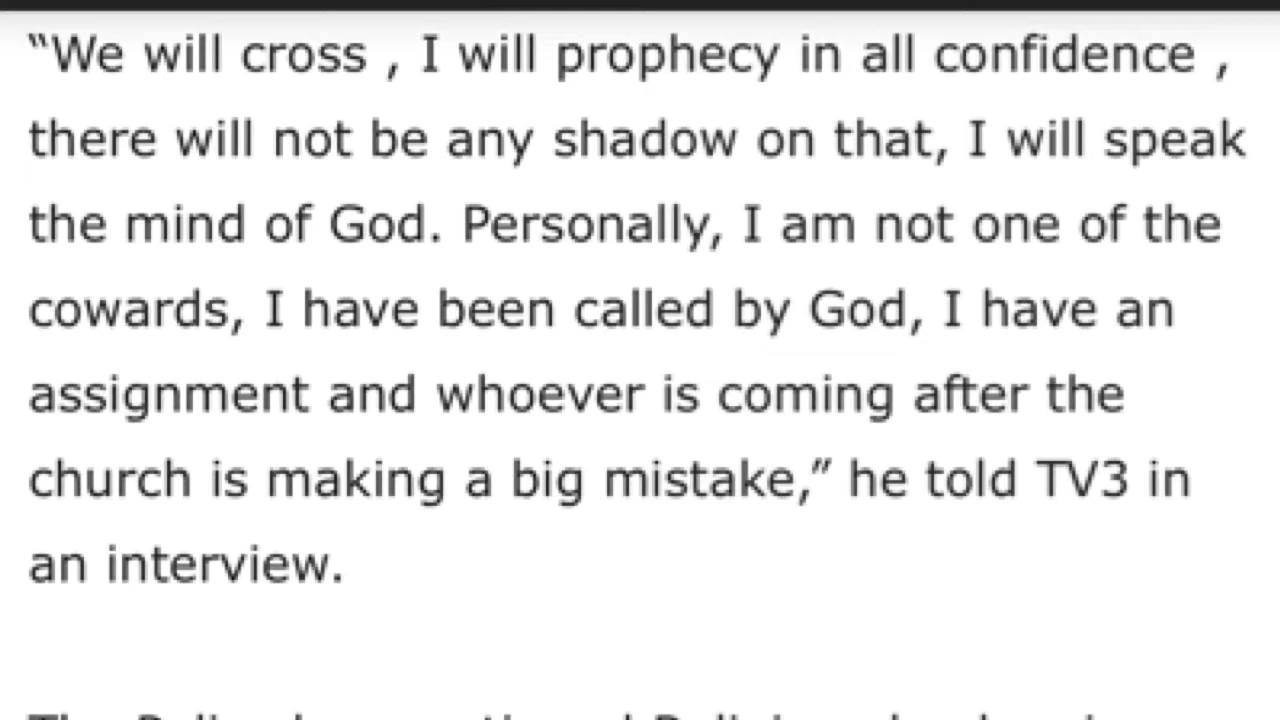 “We will cross , I will prophecy in all confidence ,
there will not be any shadow on that, I will speak
the mind of God. Personally, I am not one of the
cowards, I have been called by God, I have an
assignment and whoever is coming after the
church is making a big mistake,” he told TV3 in
an interview.